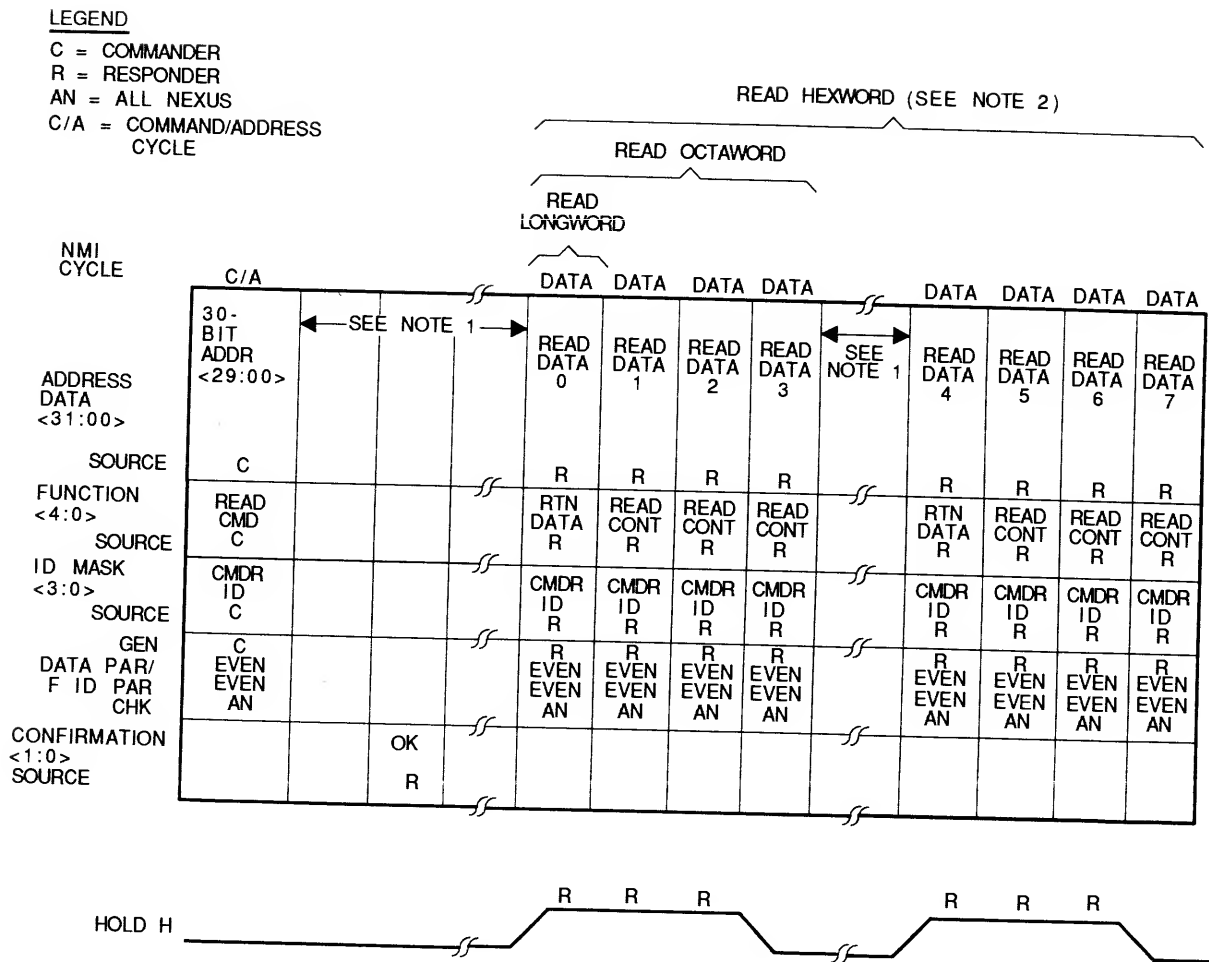 LEGEND
C = COMMANDER
R = RESPONDER
AN = ALL NEXUS
C/A = COMMAND/ADDRESS
CYCLE
READ HEXWORD (SEE NOTE 2)
READ OCTAWORD
READ
LONGWORD
NMI
CYCLE
C/A DATA DATA DATA DATA DATA DATA DATA DATA
ADDRESS
DATA
<31:00>
30-
BIT
ADDR
<29:00>
SEE NOTE 1
READ
DATA
0
READ
DATA
1
READ
DATA
2
READ
DATA
3
SEE
NOTE 1
READ
DATA
4
READ
DATA
5
READ
DATA
6
READ
DATA
7
SOURCE C R R R R R R R R
FUNCTION
<4:0>
SOURCE
READ
CMD
C
RTN
DATA
R
READ
CONT
R
READ
CONT
R
READ
CONT
R
RTN
DATA
R
READ
CONT
R
READ
CONT
R
READ
CONT
R
ID MASK
<3:0>
SOURCE
CMDR
ID
C
CMDR
ID
R
CMDR
ID
R
CMDR
ID
R
CMDR
ID
R
CMDR
ID
R
CMDR
ID
R
CMDR
ID
R
CMDR
ID
R
GEN
DATA PAR/
F ID PAR
CHK
C
EVEN
EVEN
AN
R
EVEN
EVEN
AN
R
EVEN
EVEN
AN
R
EVEN
EVEN
AN
R
EVEN
EVEN
AN
R
EVEN
EVEN
AN
R
EVEN
EVEN
AN
R
EVEN
EVEN
AN
R
EVEN
EVEN
AN
CONFIRMATION
<1:0>
SOURCE
OK
R
HOLD H R R R R R R